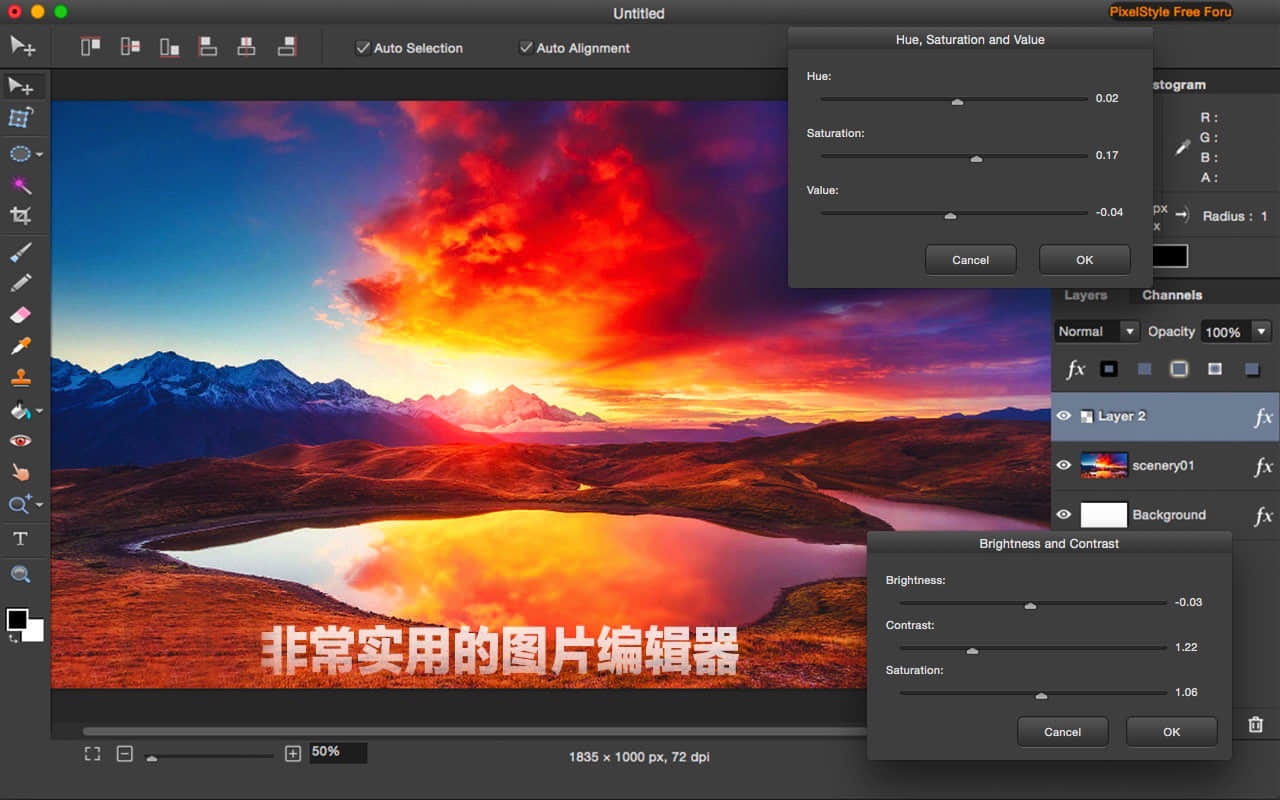 Untitled
PixelStyle Free Foru
Auto Selection
Auto Alignment
Hue, Saturation and Value
Hue:
0.02
Saturation:
0.17
Value:
-0.04
Cancel
OK
stogram
R :
G :
B :
A :
px
x
Radius : 1
Layers
Channels
Normal
Opacity
100%
fx
Layer 2
fx
scenery01
fx
Background
fx
T
Brightness and Contrast
Brightness:
-0.03
Contrast:
1.22
Saturation:
1.06
Cancel
OK
非常实用的图片编辑器
50%
1835 × 1000 px, 72 dpi